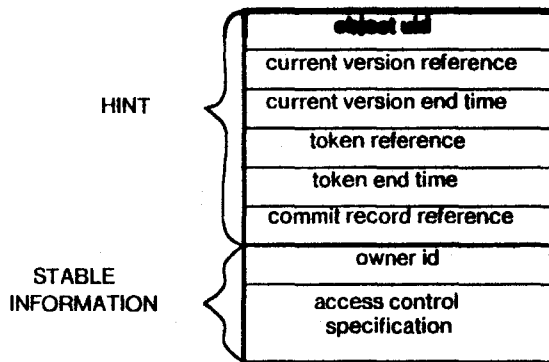 object uid
current version reference
HINT
current version end time
token reference
token end time
commit record reference
owner id
STABLE
INFORMATION
access control
specification